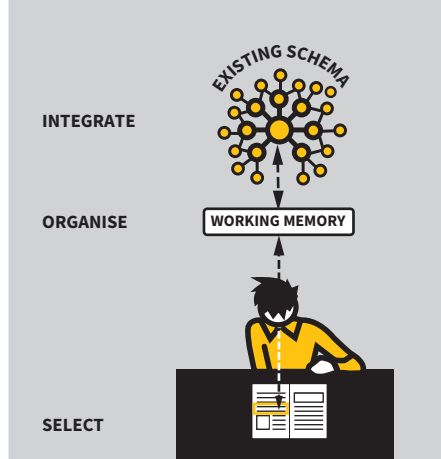 EXISTING SCHEMA
INTEGRATE
ORGANISE
WORKING MEMORY
SELECT